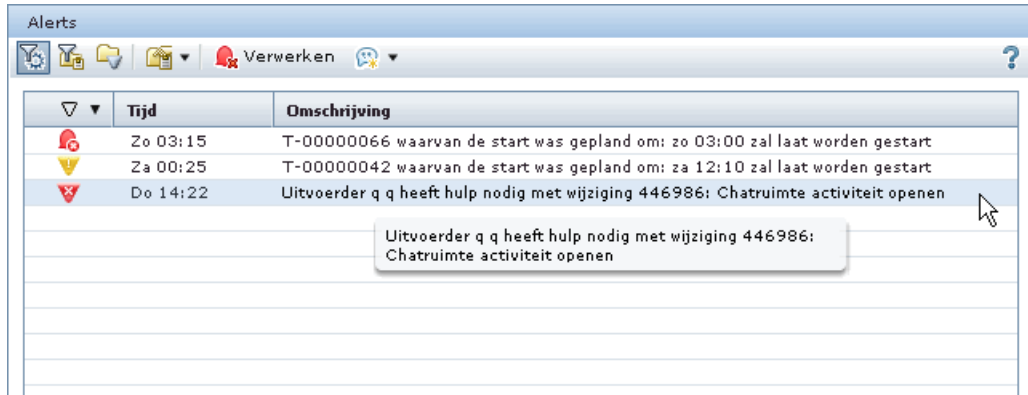 Alerts
Verwerken
?
Tijd Omschrijving
Zo 03:15 T-00000066 waarvan de start was gepland om: zo 03:00 zal laat worden gestart
Za 00:25 T-00000042 waarvan de start was gepland om: za 12:10 zal laat worden gestart
Do 14:22 Uitvoerder q q heeft hulp nodig met wijziging 446986: Chatruimte activiteit openen
Uitvoerder q q heeft hulp nodig met wijziging 446986:
Chatruimte activiteit openen